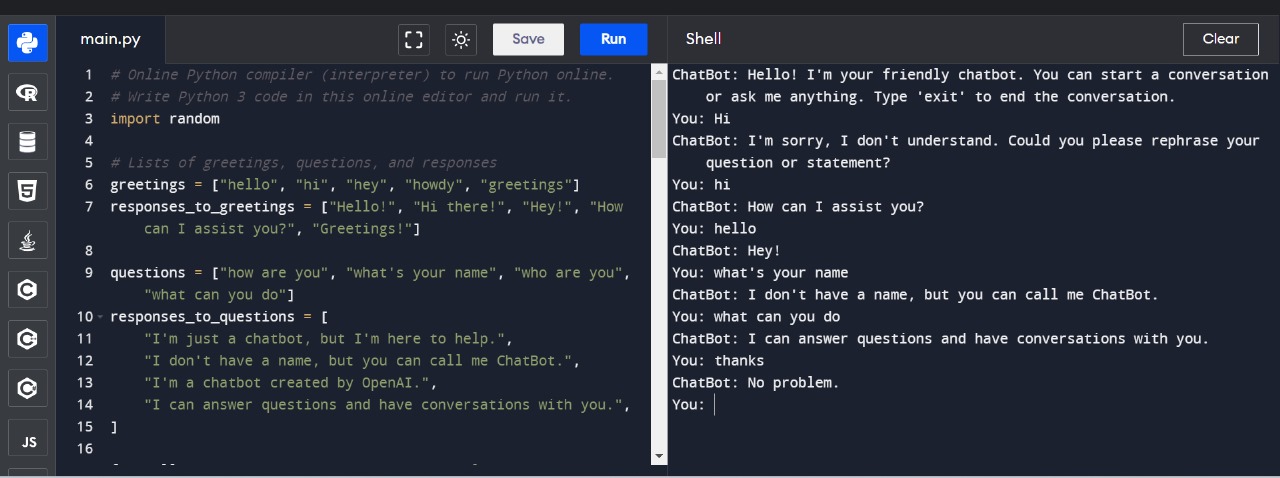 main.py
Save
Run
Shell
Clear
1 # Online Python compiler (interpreter) to run Python online.
2 # Write Python 3 code in this online editor and run it.
3 import random
4
5 # Lists of greetings, questions, and responses
6 greetings = ["hello", "hi", "hey", "howdy", "greetings"]
7 responses_to_greetings = ["Hello!", "Hi there!", "Hey!", "How
can I assist you?", "Greetings!"]
8
9 questions = ["how are you", "what's your name", "who are you",
"what can you do"]
10 responses_to_questions = [
11 "I'm just a chatbot, but I'm here to help.",
12 "I don't have a name, but you can call me ChatBot.",
13 "I'm a chatbot created by OpenAI.",
14 "I can answer questions and have conversations with you.",
15 ]
16
R
5
C
C
C
JS
ChatBot: Hello! I'm your friendly chatbot. You can start a conversation
or ask me anything. Type 'exit' to end the conversation.
You: Hi
ChatBot: I'm sorry, I don't understand. Could you please rephrase your
question or statement?
You: hi
ChatBot: How can I assist you?
You: hello
ChatBot: Hey!
You: what's your name
ChatBot: I don't have a name, but you can call me ChatBot.
You: what can you do
ChatBot: I can answer questions and have conversations with you.
You: thanks
ChatBot: No problem.
You: